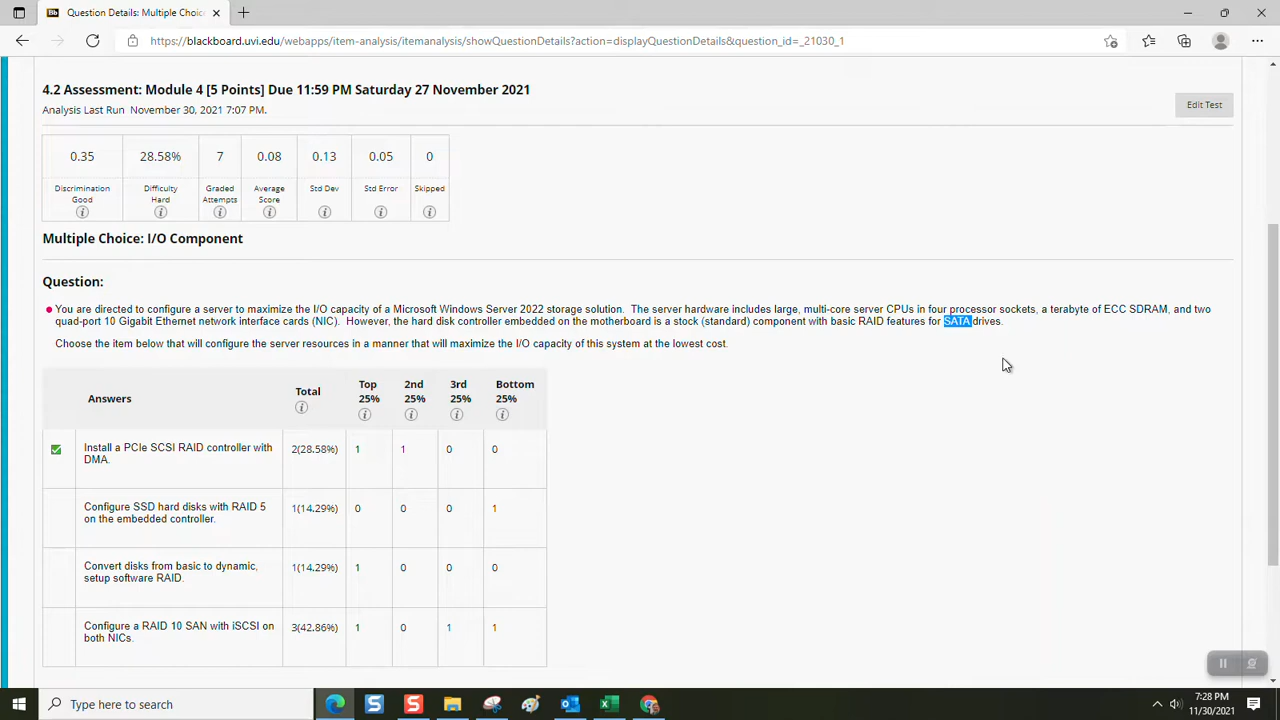 Question Details: Multiple Choic
https://blackboard.uvi.edu/webapps/item-analysis/itemanalysis/showQuestionDetails?action=displayQuestionDetails&question_id=_21030_1
4.2 Assessment: Module 4 [5 Points] Due 11:59 PM Saturday 27 November 2021
Analysis Last Run November 30, 2021 7:07 PM.
Edit Test
0.35 28.58% 7 0.08 0.13 0.05 0
Discrimination Good
Difficulty Hard
Graded Attempts
Average Score
Std Dev
Std Error
Skipped
Multiple Choice: I/O Component
Question:
You are directed to configure a server to maximize the I/O capacity of a Microsoft Windows Server 2022 storage solution. The server hardware includes large, multi-core server CPUs in four processor sockets, a terabyte of ECC SDRAM, and two
quad-port 10 Gigabit Ethernet network interface cards (NIC). However, the hard disk controller embedded on the motherboard is a stock (standard) component with basic RAID features for SATA drives.
Choose the item below that will configure the server resources in a manner that will maximize the I/O capacity of this system at the lowest cost.
Answers
Total
Top 25%
2nd 25%
3rd 25%
Bottom 25%
Install a PCIe SCSI RAID controller with
DMA.
2(28.58%) 1 1 0 0
Configure SSD hard disks with RAID 5
on the embedded controller.
1(14.29%) 0 0 0 1
Convert disks from basic to dynamic,
setup software RAID.
1(14.29%) 1 0 0 0
Configure a RAID 10 SAN with iSCSI on
both NICs.
3(42.86%) 1 0 1 1
Type here to search
7:28 PM
11/30/2021